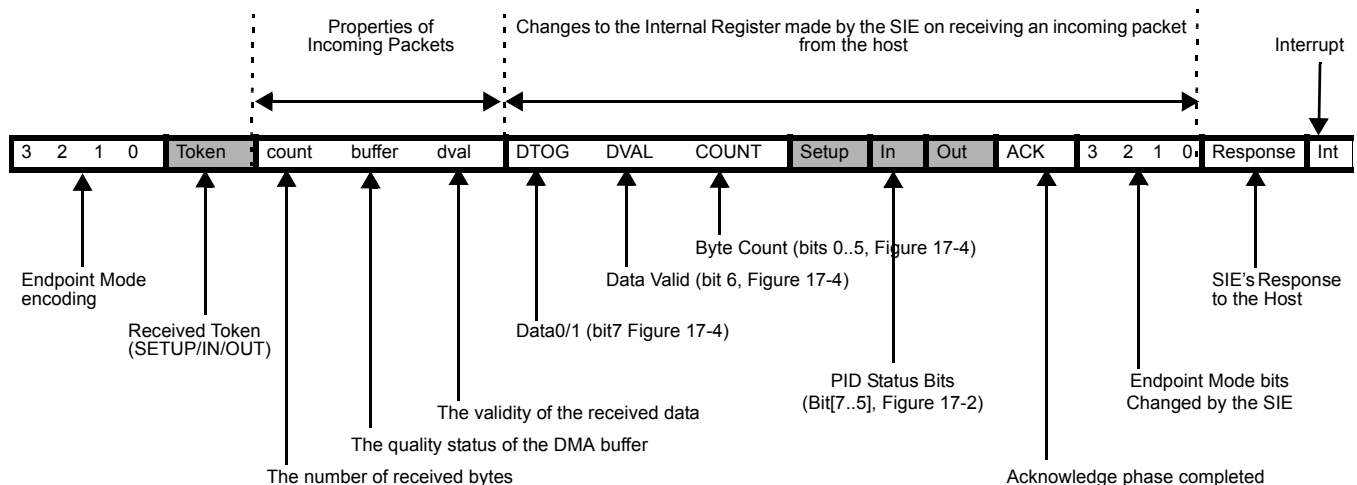 Properties of
Incoming Packets
Changes to the Internal Register made by the SIE on receiving an incoming packet
from the host
Interrupt
3 2 1 0 Token count buffer dval DTOG DVAL COUNT Setup In Out ACK 3 2 1 0 Response Int
Byte Count (bits 0..5, Figure 17-4)
Endpoint Mode
encoding
Data Valid (bit 6, Figure 17-4)
SIE's Response
to the Host
Received Token
(SETUP/IN/OUT)
Data0/1 (bit7 Figure 17-4)
PID Status Bits
(Bit[7..5], Figure 17-2)
Endpoint Mode bits
Changed by the SIE
The validity of the received data
The quality status of the DMA buffer
The number of received bytes
Acknowledge phase completed